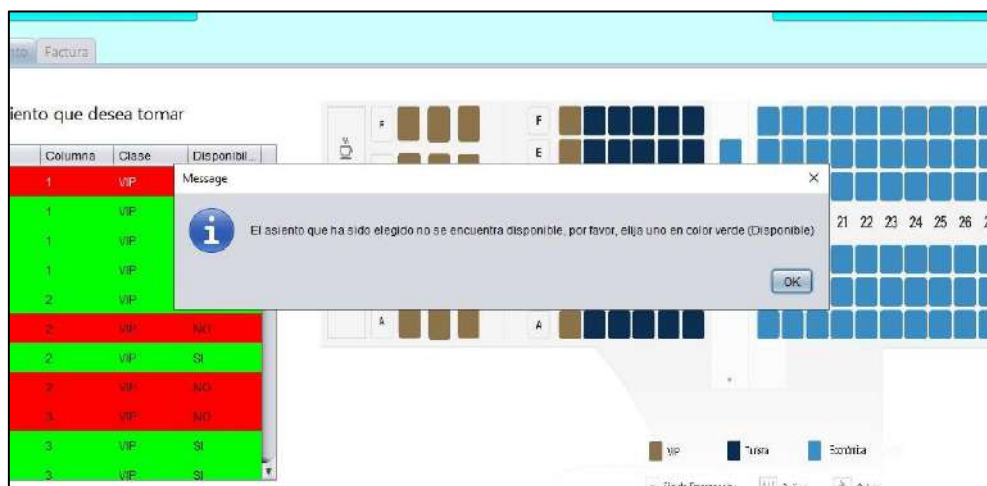 Factura
iento que desea tomar
Columna Clase Disponibil...
1 VIP
1 VIP
1 VIP
1 VIP
2 VIP
2 VIP NO
2 VIP SI
2 VIP NO
3 VIP NO
3 VIP SI
3 VIP SI
F
F
E
Message
El asiento que ha sido elegido no se encuentra disponible, por favor, elija uno en color verde (Disponible)
OK
21 22 23 24 25 26
A
A
VIP
Turista
Económica